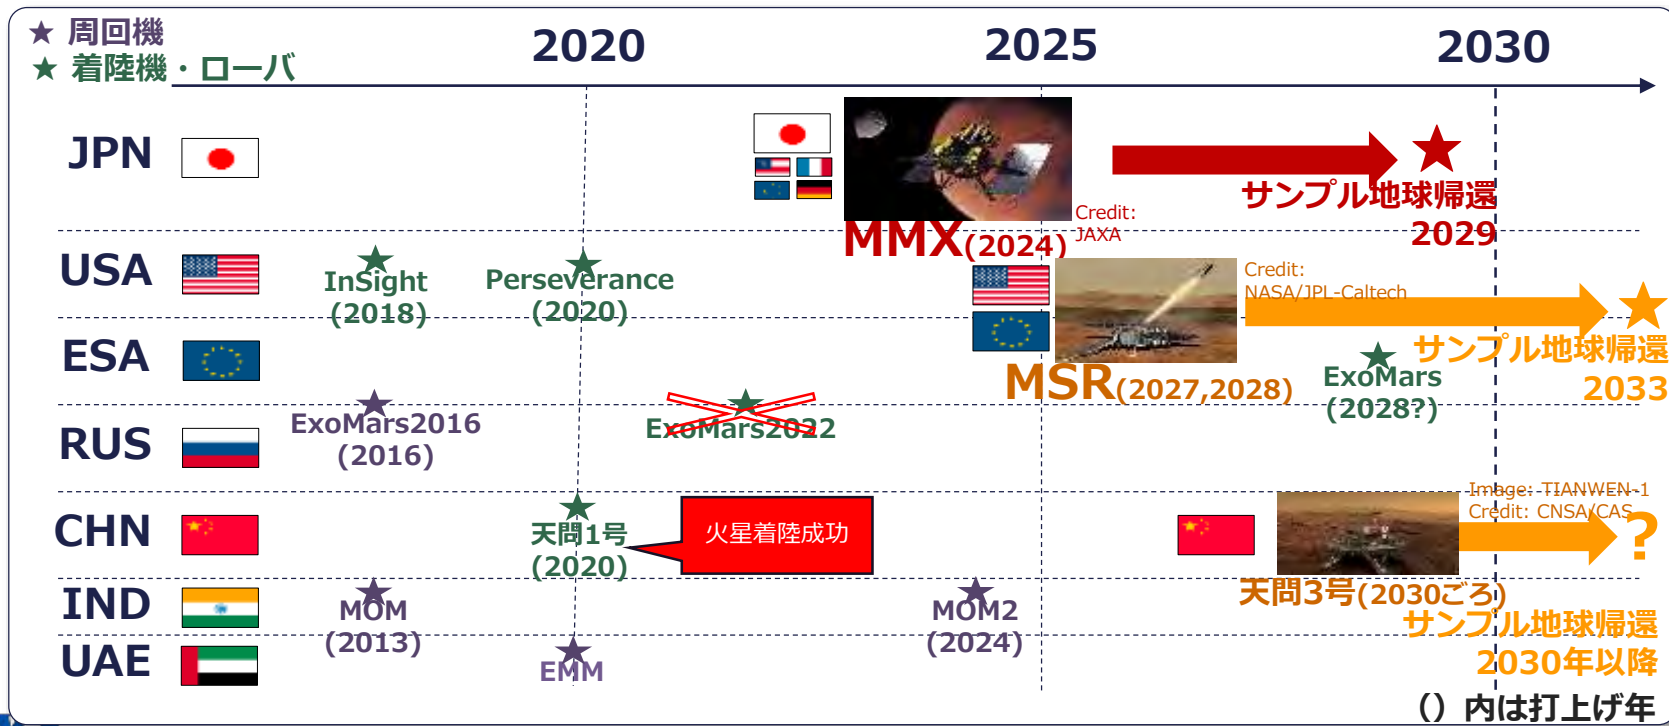 ★ 周回機
★ 着陸機・ローバ
2020
2025
2030
JPN
MMX(2024)
Credit:
JAXA
サンプル地球帰還
2029
USA
InSight
(2018)
Perseverance
(2020)
Credit:
NASA/JPL-Caltech
ESA
MSR(2027,2028)
サンプル地球帰還
2033
ExoMars
(2028?)
RUS
ExoMars2016
(2016)
ExoMars2022
CHN
天問1号
(2020)
火星着陸成功
Image: TIANWEN-1
Credit: CNSA/CAS
?
天問3号(2030ごろ)
サンプル地球帰還
2030年以降
IND
MOM
(2013)
MOM2
(2024)
UAE
EMM
（）内は打上げ年